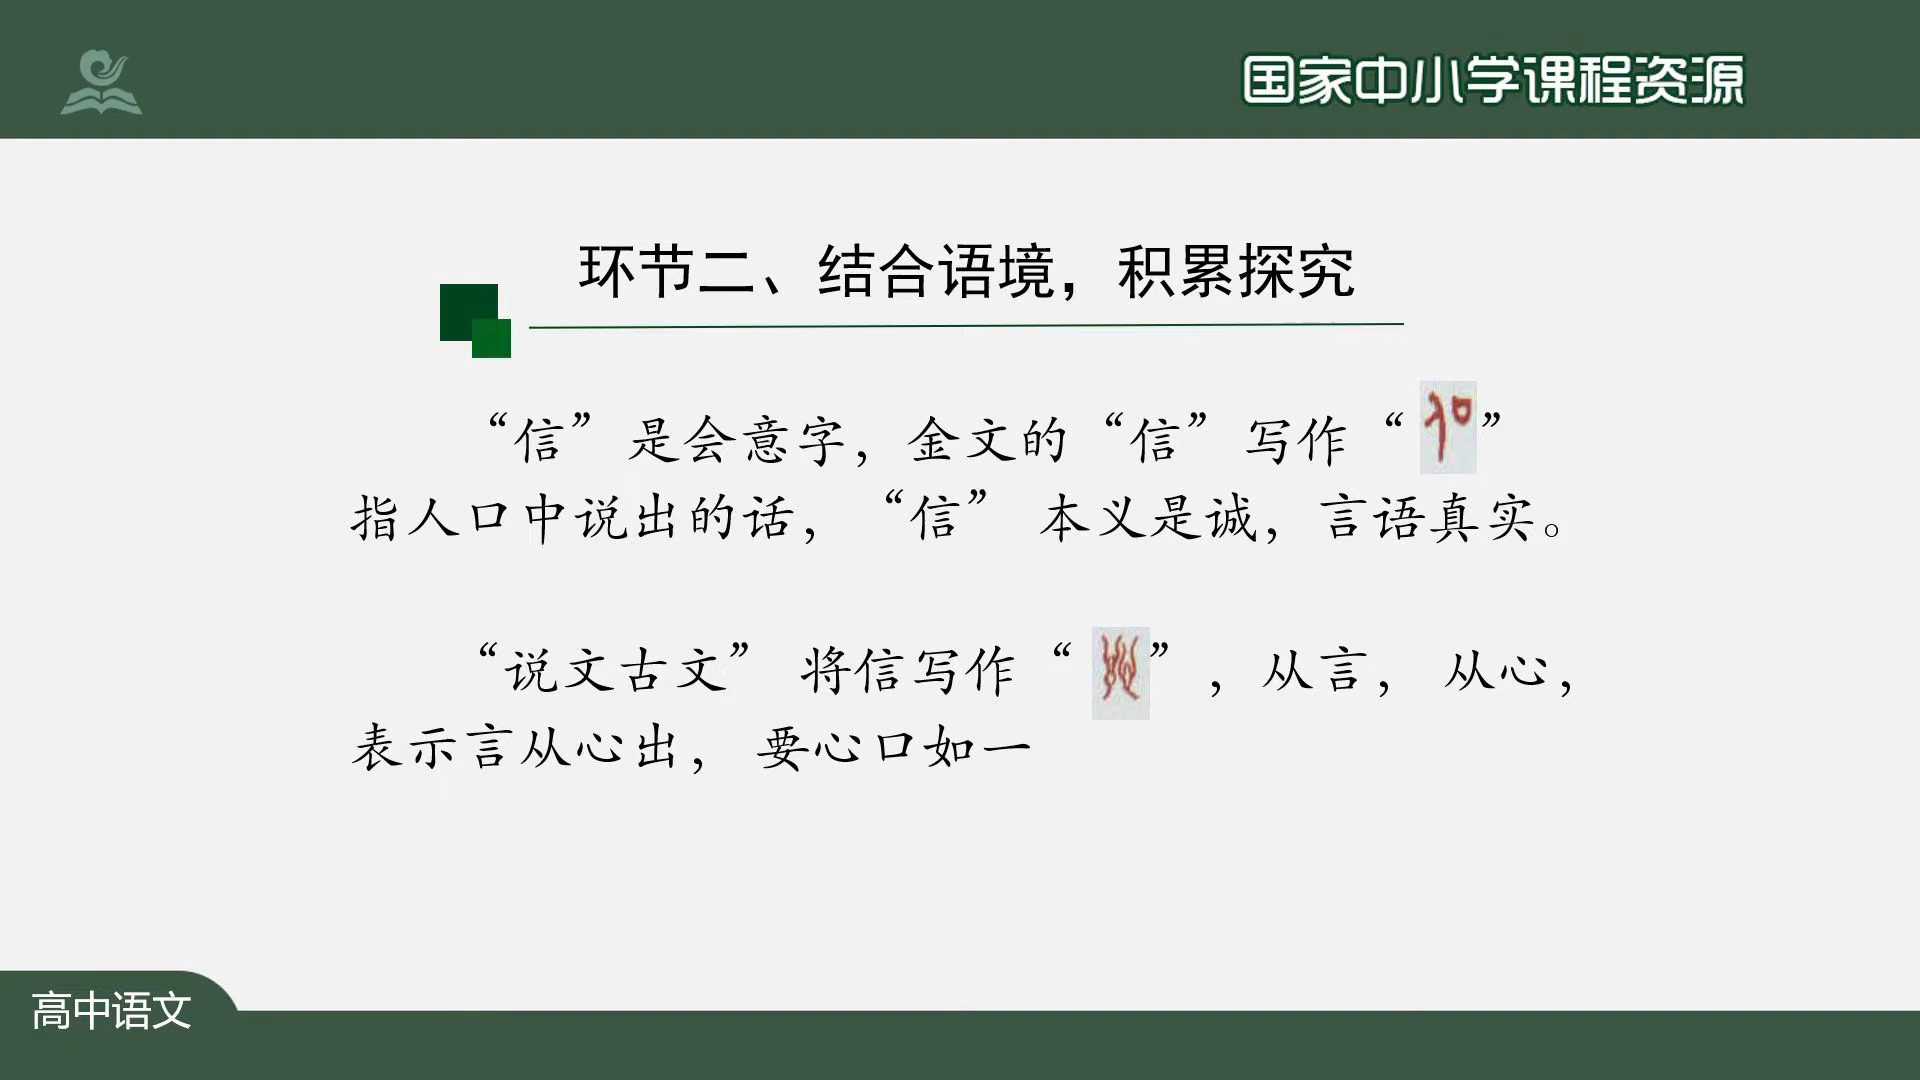 国家中小学课程资源
环节二、结合语境，积累探究
“信”是会意字，金文的“信”写作“ ”
指人口中说出的话，“信” 本义是诚，言语真实。
“说文古文” 将信写作“ ”，从言， 从心，
表示言从心出， 要心口如一
高中语文